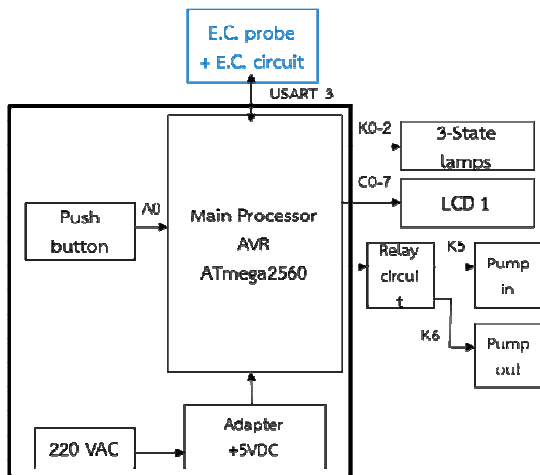 E.C. probe
+ E.C. circuit
USART 3
K0-2
3-State
lamps
C0-7
LCD 1
Push
button
A0
Main Processor
AVR
ATmega2560
Relay
circui
t
K5
Pump
in
K6
Pump
out
Adapter
+5VDC
220 VAC